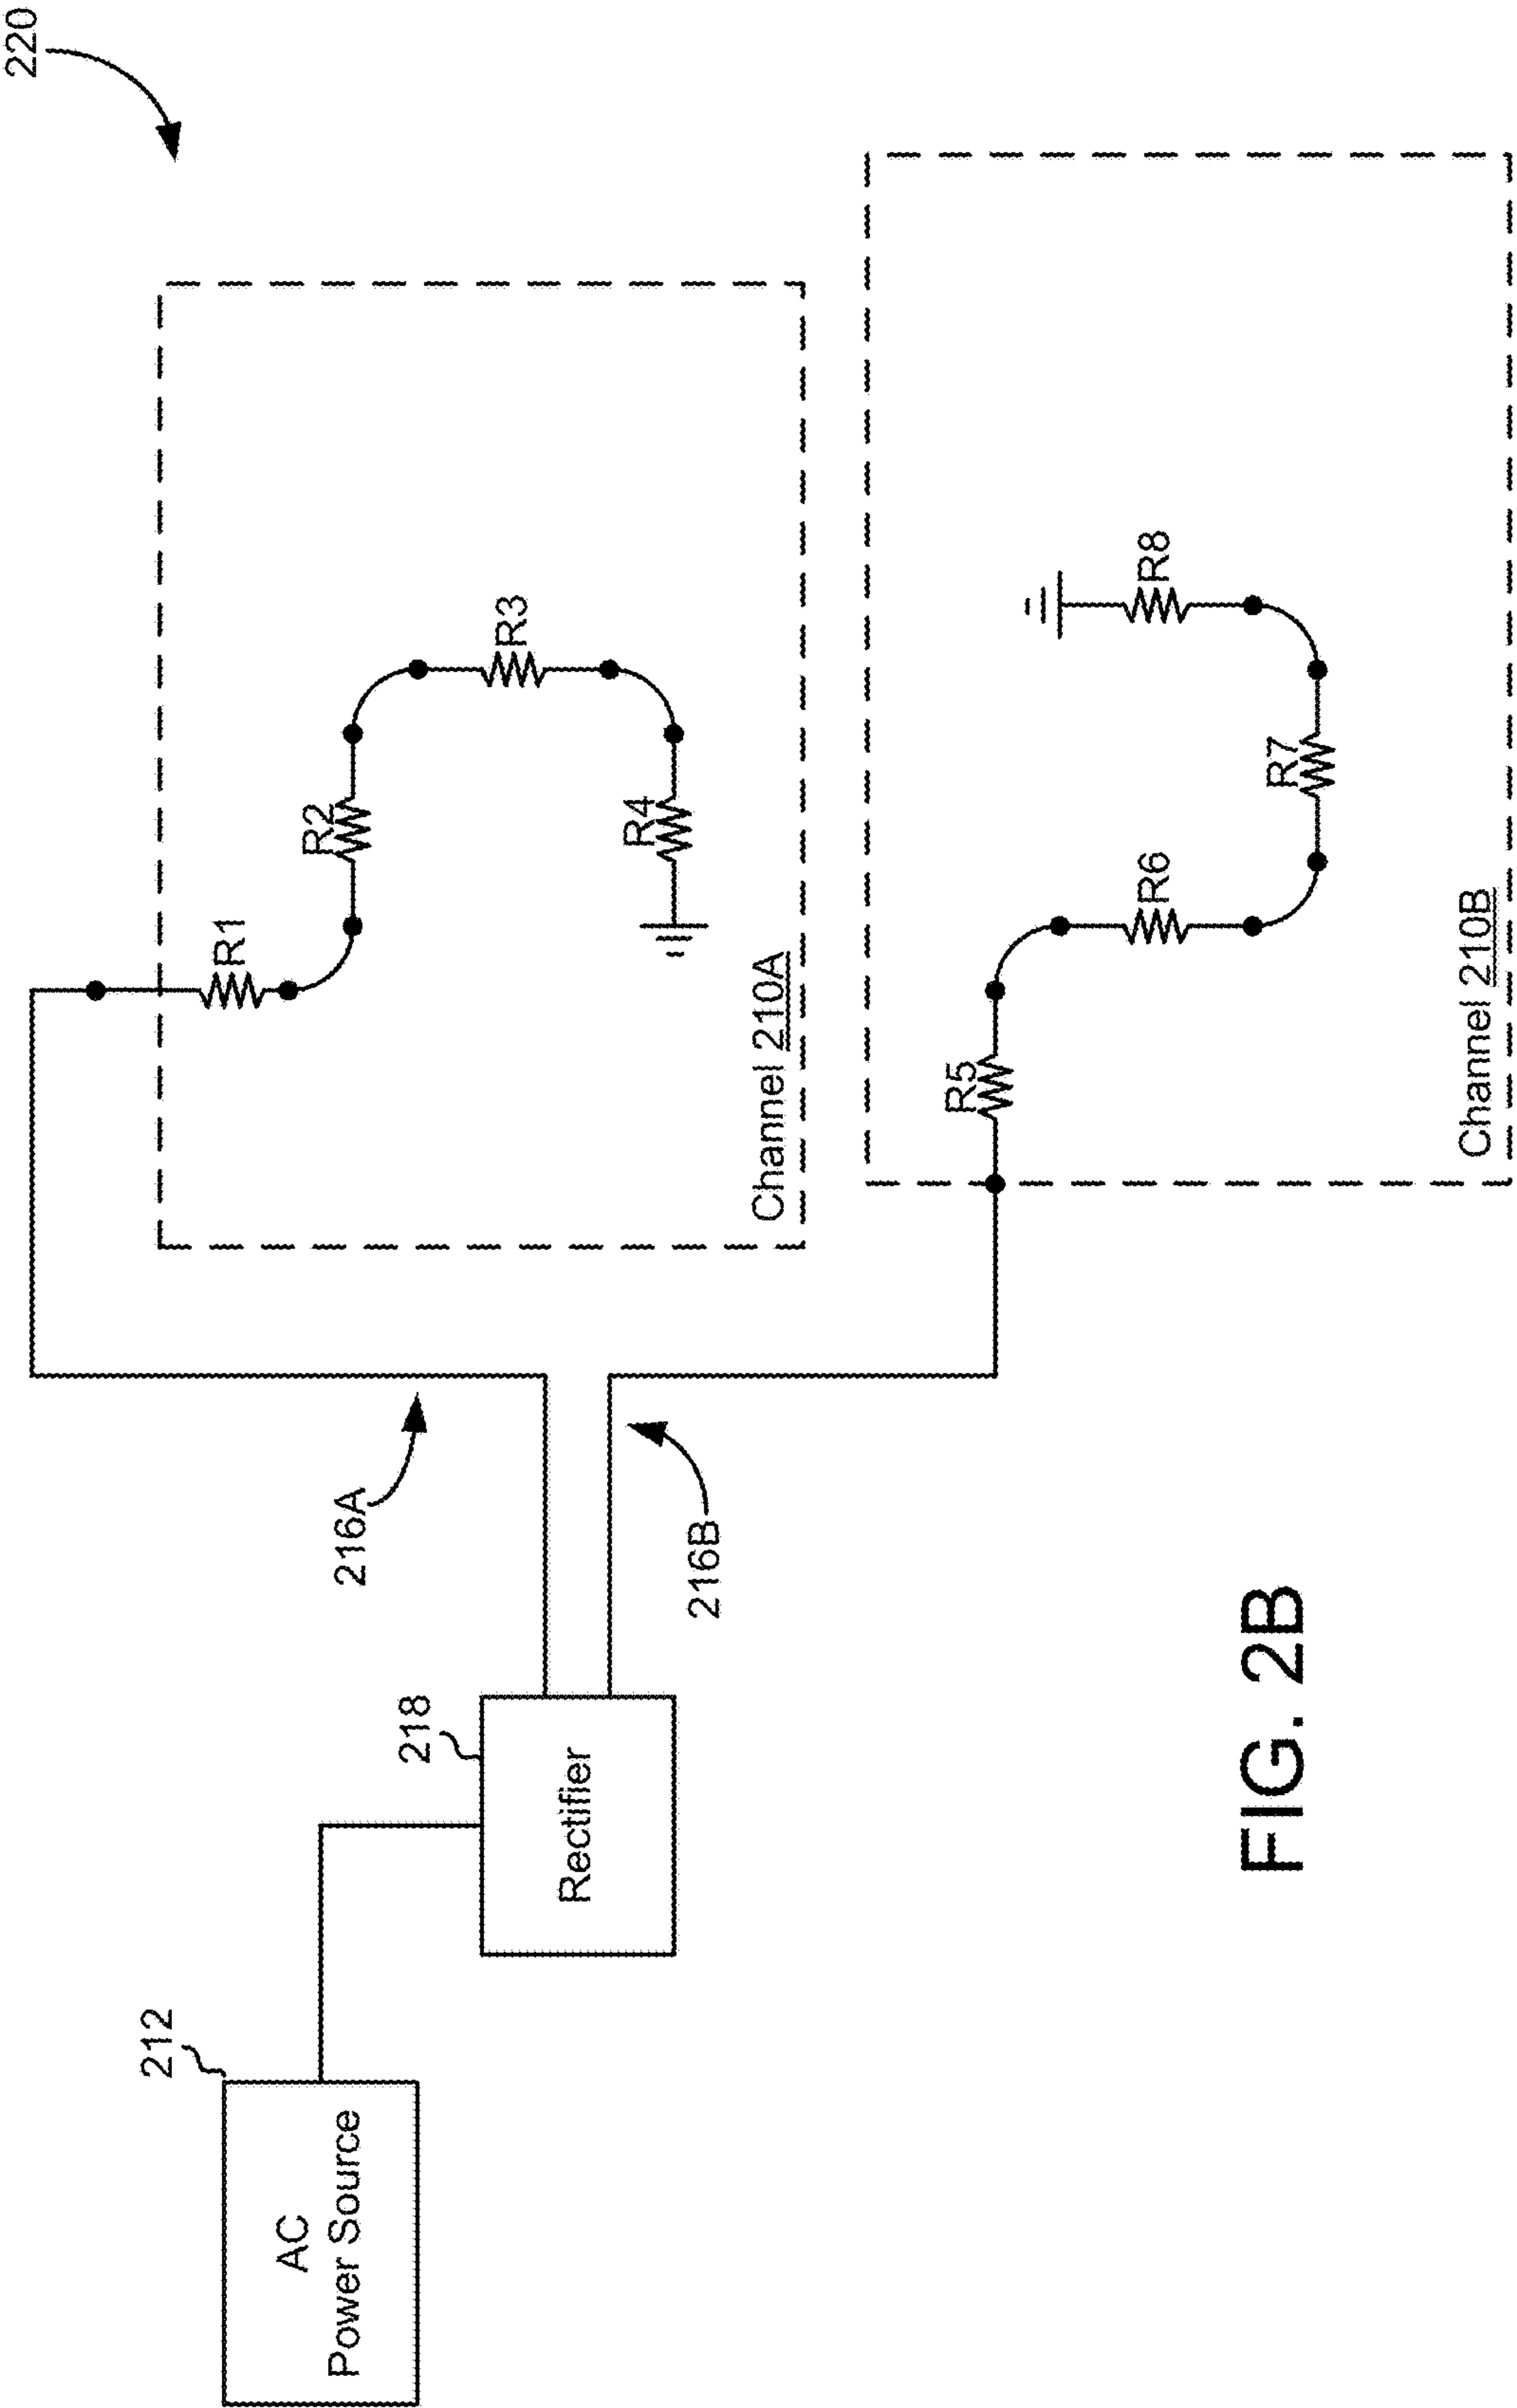 220
212
AC
Power Source
218
Rectifier
216A
216B
R1
R2
R3
R4
Channel 210A
R5
R6
R7
R8
Channel 210B
FIG. 2B